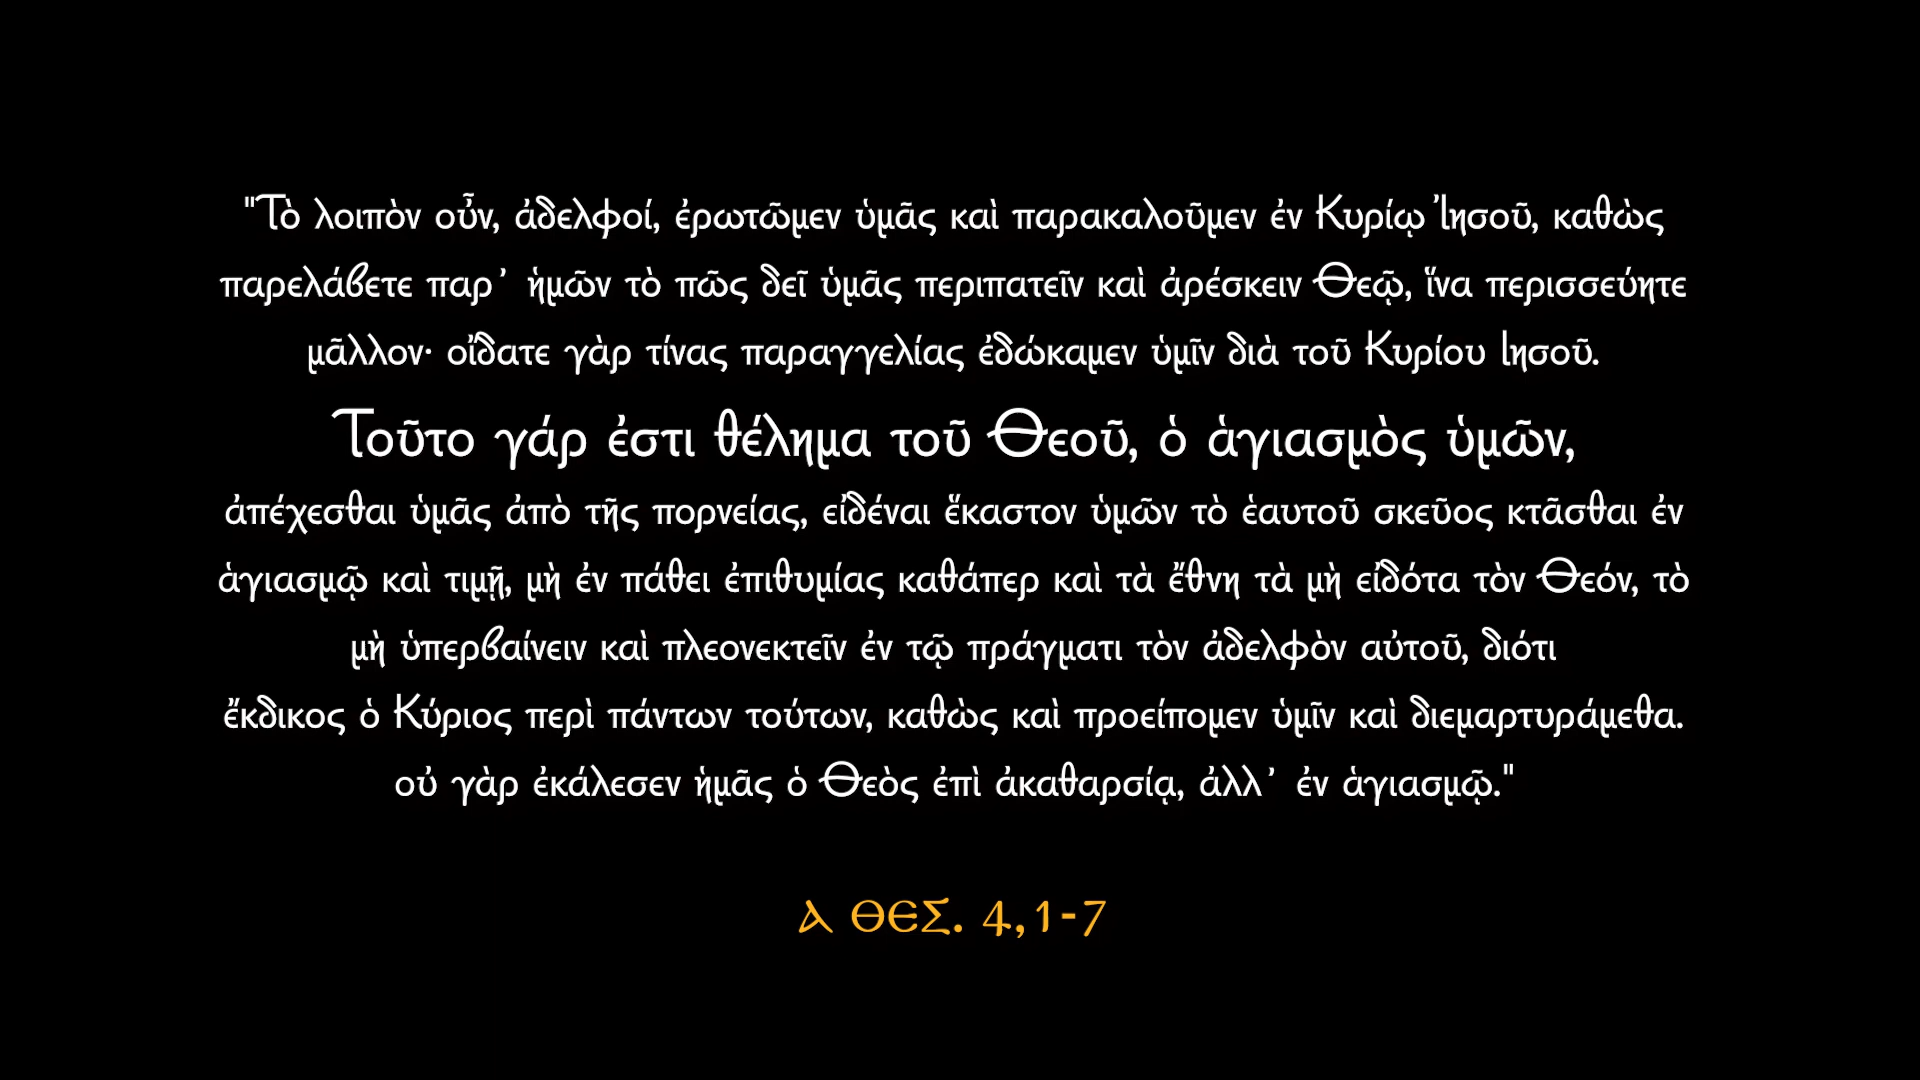 "Τὸ λοιπὸν οὖν, ἀδελφοί, ἐρωτῶμεν ὑμᾶς καὶ παρακαλοῦμεν ἐν Κυρίῳ Ἰησοῦ, καθὼς
παρελάβετε παρ᾽ ἡμῶν τὸ πῶς δεῖ ὑμᾶς περιπατεῖν καὶ ἀρέσκειν Θεῷ, ἵνα περισσεύητε
μᾶλλον· οἴδατε γὰρ τίνας παραγγελίας ἐδώκαμεν ὑμῖν διὰ τοῦ Κυρίου Ιησοῦ.
Τοῦτο γάρ ἐστι θέλημα τοῦ Θεοῦ, ὁ ἁγιασμὸς ὑμῶν,
ἀπέχεσθαι ὑμᾶς ἀπὸ τῆς πορνείας, εἰδέναι ἕκαστον ὑμῶν τὸ ἑαυτοῦ σκεῦος κτᾶσθαι ἐν
ἁγιασμῷ καὶ τιμῇ, μὴ ἐν πάθει ἐπιθυμίας καθάπερ καὶ τὰ ἔθνη τὰ μὴ εἰδότα τὸν Θεόν, τὸ
μὴ ὑπερβαίνειν καὶ πλεονεκτεῖν ἐν τῷ πράγματι τὸν ἀδελφὸν αὐτοῦ, διότι
ἔκδικος ὁ Κύριος περὶ πάντων τούτων, καθὼς καὶ προείπομεν ὑμῖν καὶ διεμαρτυράμεθα.
οὐ γὰρ ἐκάλεσεν ἡμᾶς ὁ Θεὸς ἐπὶ ἀκαθαρσίᾳ, ἀλλ᾽ ἐν ἁγιασμῷ."
Α ΘΕΣ. 4,1-7